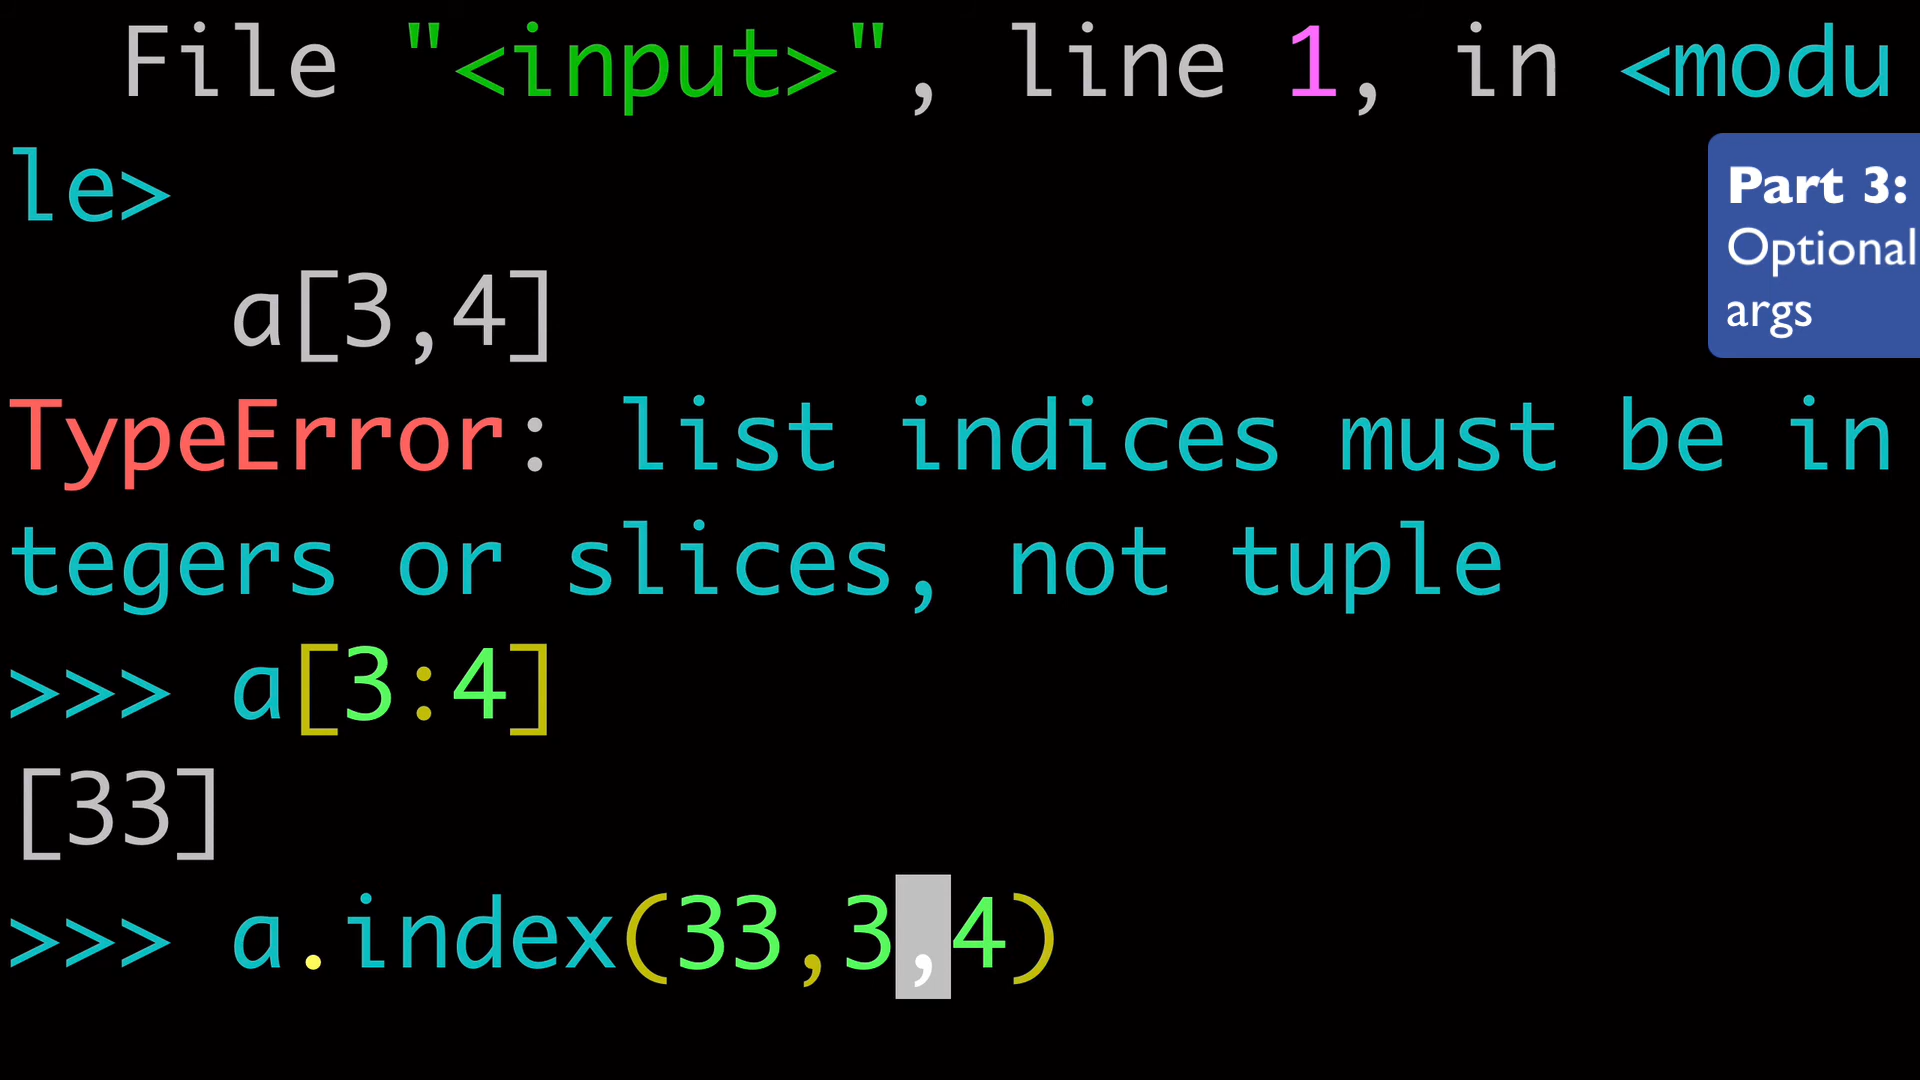 File "<input>", line 1, in <modu
le>
Part 3:
Optional
args
a[3,4]
TypeError: list indices must be in
tegers or slices, not tuple
>>> a[3:4]
[33]
>>> a.index(33,3,4)